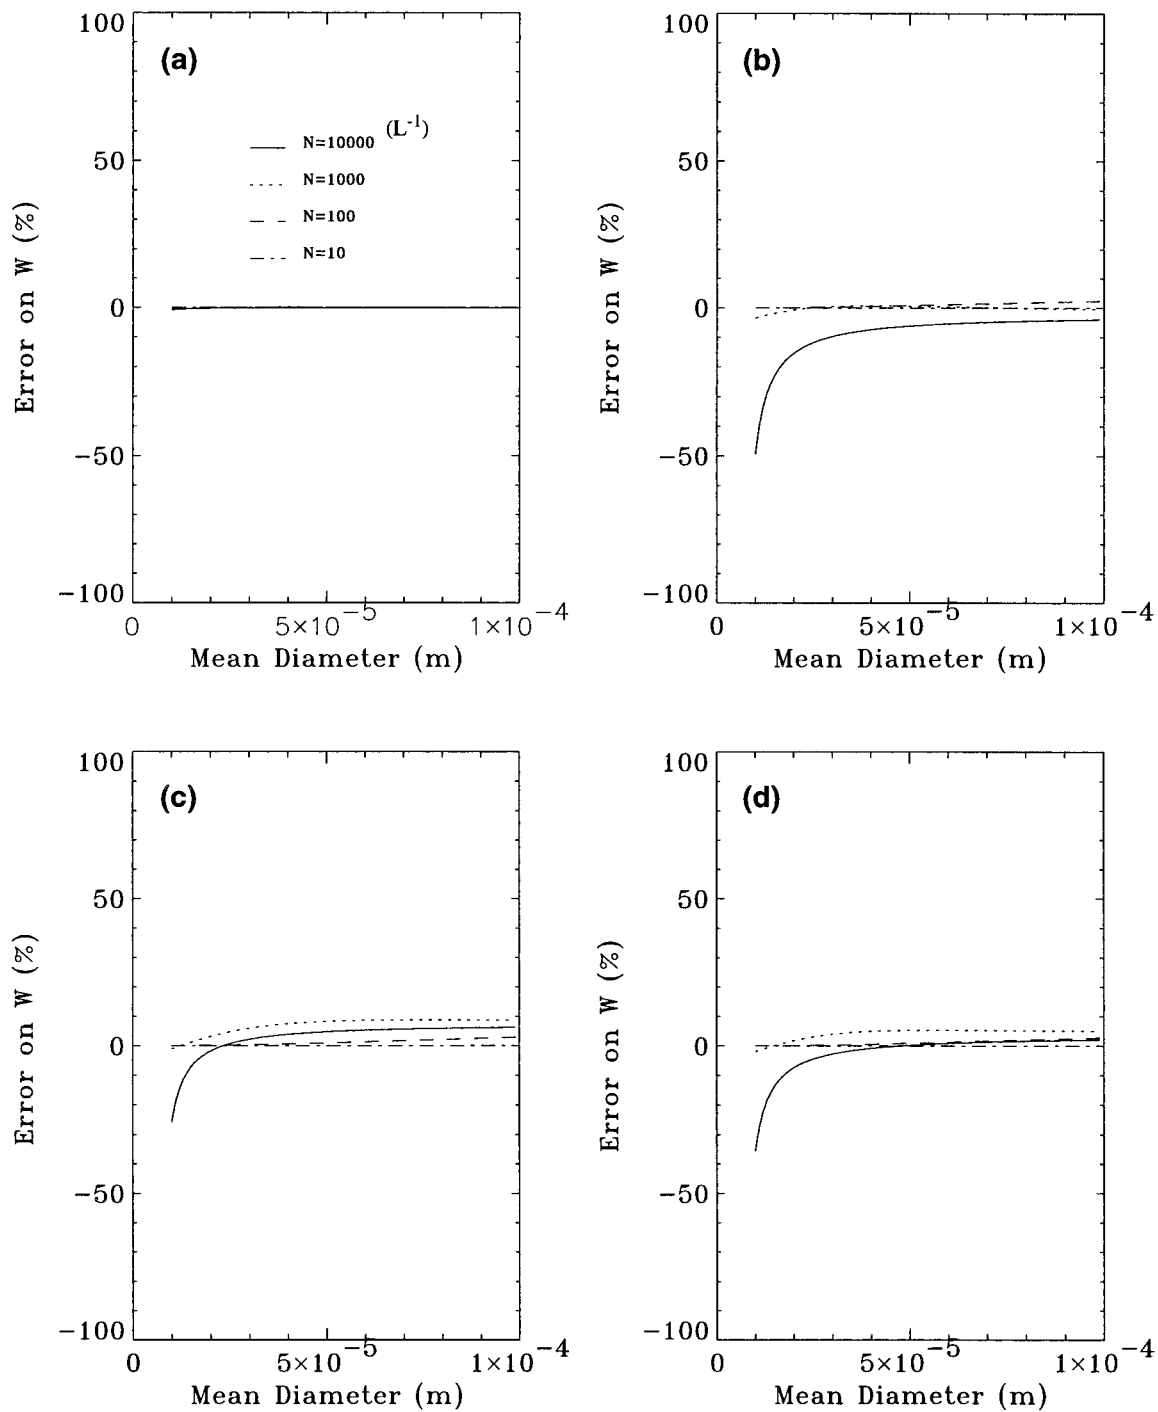 100
(a)
(L-1)
N=10000
N=1000
N=100
N=10
50
0
-50
-100
Error on W (%)
0
5×10-5
1×10-4
Mean Diameter (m)
100
(b)
50
0
-50
-100
Error on W (%)
0
5×10-5
1×10-4
Mean Diameter (m)
100
(c)
50
0
-50
-100
Error on W (%)
0
5×10-5
1×10-4
Mean Diameter (m)
100
(d)
50
0
-50
-100
Error on W (%)
0
5×10-5
1×10-4
Mean Diameter (m)